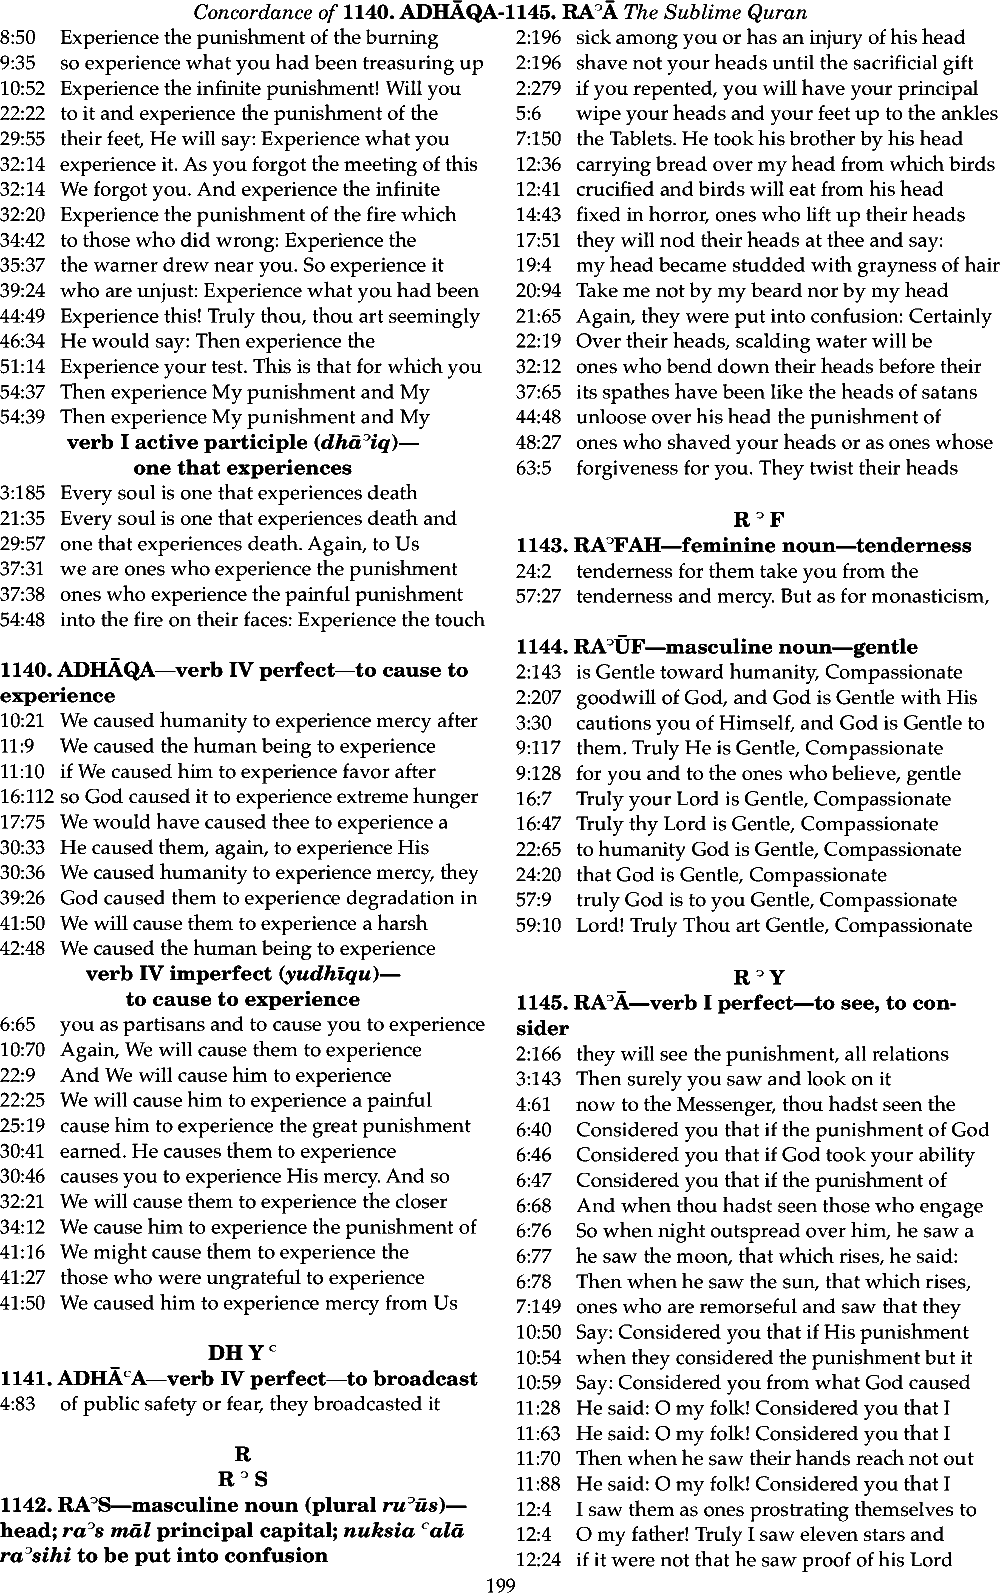 Concordance of 1140. ADHĀQA-1145. RAᵓĀ The Sublime Quran
8:50 Experience the punishment of the burning
9:35 so experience what you had been treasuring up
10:52 Experience the infinite punishment! Will you
22:22 to it and experience the punishment of the
29:55 their feet, He will say: Experience what you
32:14 experience it. As you forgot the meeting of this
32:14 We forgot you. And experience the infinite
32:20 Experience the punishment of the fire which
34:42 to those who did wrong: Experience the
35:37 the warner drew near you. So experience it
39:24 who are unjust: Experience what you had been
44:49 Experience this! Truly thou, thou art seemingly
46:34 He would say: Then experience the
51:14 Experience your test. This is that for which you
54:37 Then experience My punishment and My
54:39 Then experience My punishment and My
verb I active participle (dhāᵓiq)—
one that experiences
3:185 Every soul is one that experiences death
21:35 Every soul is one that experiences death and
29:57 one that experiences death. Again, to Us
37:31 we are ones who experience the punishment
37:38 ones who experience the painful punishment
54:48 into the fire on their faces: Experience the touch
1140. ADHĀQA—verb IV perfect—to cause to
experience
10:21 We caused humanity to experience mercy after
11:9 We caused the human being to experience
11:10 if We caused him to experience favor after
16:112 so God caused it to experience extreme hunger
17:75 We would have caused thee to experience a
30:33 He caused them, again, to experience His
30:36 We caused humanity to experience mercy, they
39:26 God caused them to experience degradation in
41:50 We will cause them to experience a harsh
42:48 We caused the human being to experience
verb IV imperfect (yudhīqu)—
to cause to experience
6:65 you as partisans and to cause you to experience
10:70 Again, We will cause them to experience
22:9 And We will cause him to experience
22:25 We will cause him to experience a painful
25:19 cause him to experience the great punishment
30:41 earned. He causes them to experience
30:46 causes you to experience His mercy. And so
32:21 We will cause them to experience the closer
34:12 We cause him to experience the punishment of
41:16 We might cause them to experience the
41:27 those who were ungrateful to experience
41:50 We caused him to experience mercy from Us
DH Y ᶜ
1141. ADHĀᶜA—verb IV perfect—to broadcast
4:83 of public safety or fear, they broadcasted it
R
R ᵓ S
1142. RAᵓS—masculine noun (plural ruᵓūs)—
head; raᵓs māl principal capital; nuksia ᶜalā
raᵓsihi to be put into confusion
2:196 sick among you or has an injury of his head
2:196 shave not your heads until the sacrificial gift
2:279 if you repented, you will have your principal
5:6 wipe your heads and your feet up to the ankles
7:150 the Tablets. He took his brother by his head
12:36 carrying bread over my head from which birds
12:41 crucified and birds will eat from his head
14:43 fixed in horror, ones who lift up their heads
17:51 they will nod their heads at thee and say:
19:4 my head became studded with grayness of hair
20:94 Take me not by my beard nor by my head
21:65 Again, they were put into confusion: Certainly
22:19 Over their heads, scalding water will be
32:12 ones who bend down their heads before their
37:65 its spathes have been like the heads of satans
44:48 unloose over his head the punishment of
48:27 ones who shaved your heads or as ones whose
63:5 forgiveness for you. They twist their heads
R ᵓ F
1143. RAᵓFAH—feminine noun—tenderness
24:2 tenderness for them take you from the
57:27 tenderness and mercy. But as for monasticism,
1144. RAᵓŪF—masculine noun—gentle
2:143 is Gentle toward humanity, Compassionate
2:207 goodwill of God, and God is Gentle with His
3:30 cautions you of Himself, and God is Gentle to
9:117 them. Truly He is Gentle, Compassionate
9:128 for you and to the ones who believe, gentle
16:7 Truly your Lord is Gentle, Compassionate
16:47 Truly thy Lord is Gentle, Compassionate
22:65 to humanity God is Gentle, Compassionate
24:20 that God is Gentle, Compassionate
57:9 truly God is to you Gentle, Compassionate
59:10 Lord! Truly Thou art Gentle, Compassionate
R ᵓ Y
1145. RAᵓĀ—verb I perfect—to see, to con-
sider
2:166 they will see the punishment, all relations
3:143 Then surely you saw and look on it
4:61 now to the Messenger, thou hadst seen the
6:40 Considered you that if the punishment of God
6:46 Considered you that if God took your ability
6:47 Considered you that if the punishment of
6:68 And when thou hadst seen those who engage
6:76 So when night outspread over him, he saw a
6:77 he saw the moon, that which rises, he said:
6:78 Then when he saw the sun, that which rises,
7:149 ones who are remorseful and saw that they
10:50 Say: Considered you that if His punishment
10:54 when they considered the punishment but it
10:59 Say: Considered you from what God caused
11:28 He said: O my folk! Considered you that I
11:63 He said: O my folk! Considered you that I
11:70 Then when he saw their hands reach not out
11:88 He said: O my folk! Considered you that I
12:4 I saw them as ones prostrating themselves to
12:4 O my father! Truly I saw eleven stars and
12:24 if it were not that he saw proof of his Lord
199